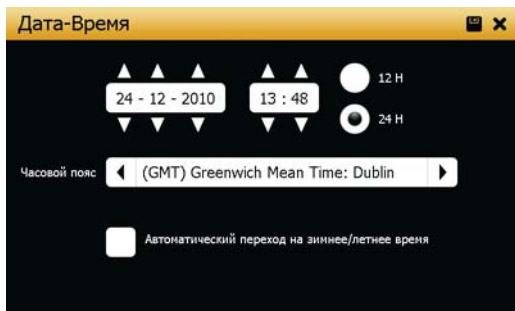 Дата-Время
12 H
24 - 12 - 2010 13 : 48
24 H
Часовой пояс (GMT) Greenwich Mean Time: Dublin
Автоматический переход на зимнее/летнее время